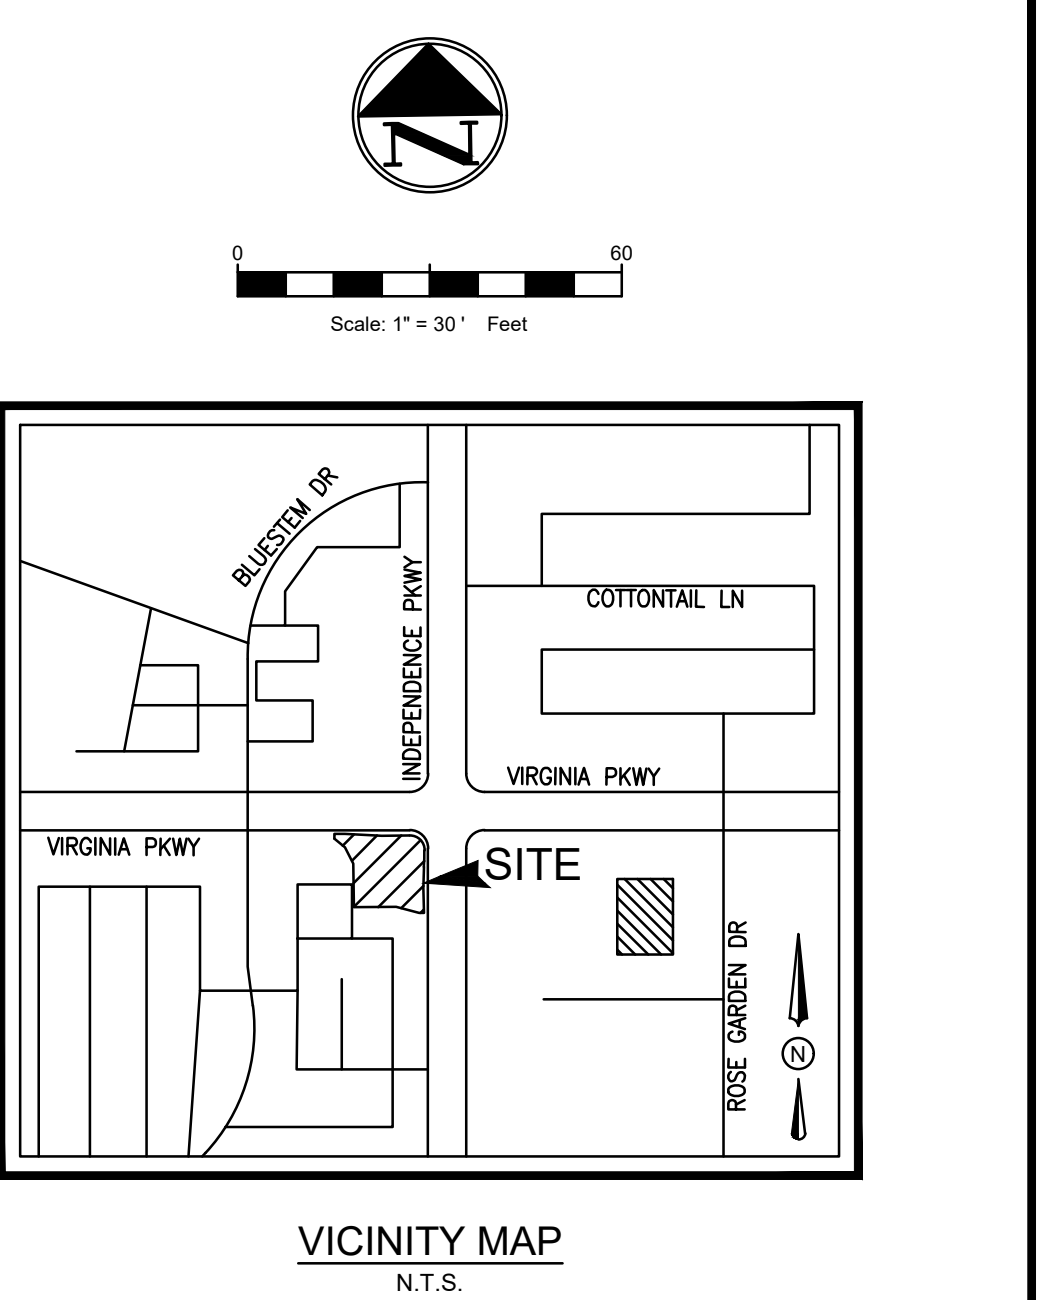 N
0 60
Scale: 1" = 30 ' Feet
BLUESTEM DR
INDEPENDENCE PKWY
COTTONTAIL LN
VIRGINIA PKWY
VIRGINIA PKWY
SITE
ROSE GARDEN DR
N
VICINITY MAP
N.T.S.